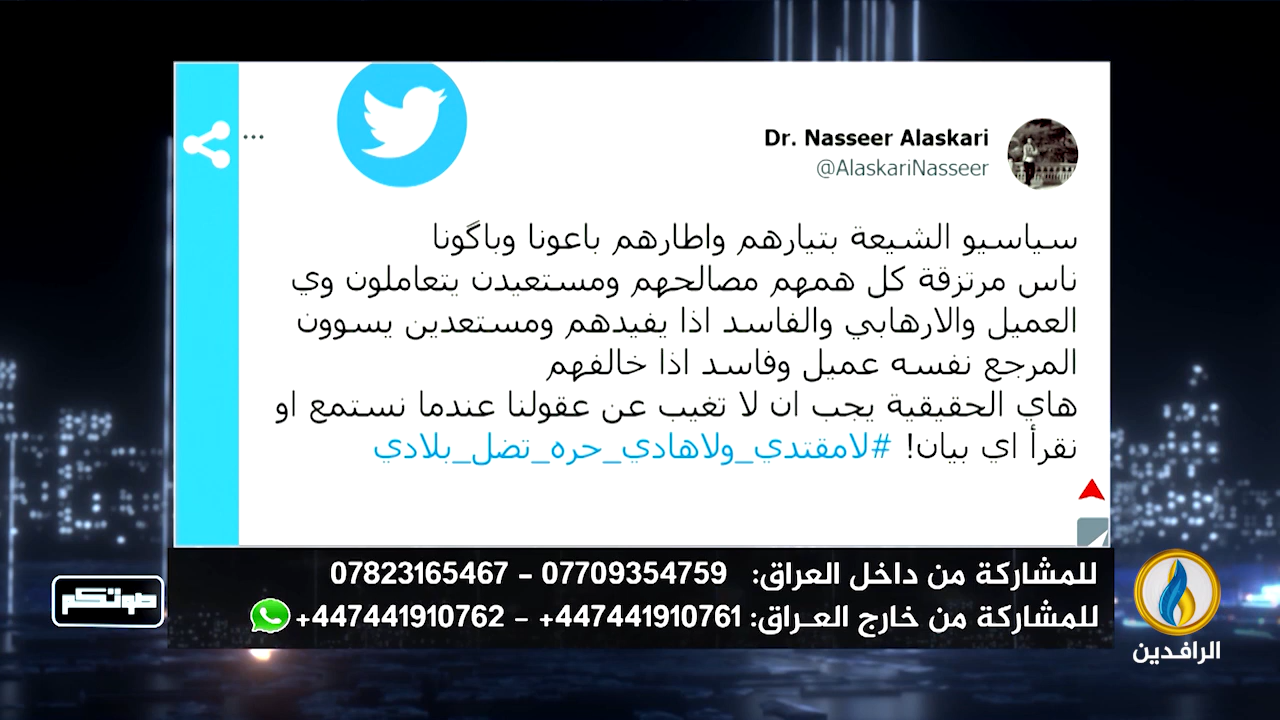 Dr. Nasseer Alaskari
@AlaskariNasseer
سياسيو الشيعة بتيارهم واطارهم باعونا وباگونا
ناس مرتزقة كل همهم مصالحهم ومستعيدن يتعاملون وي
العميل والارهابي والفاسد اذا يفيدهم ومستعدين يسوون
المرجع نفسه عميل وفاسد اذا خالفهم
هاي الحقيقية يجب ان لا تغيب عن عقولنا عندما نستمع او
نقرأ اي بيان! #لامقتدي_ولاهادي_حره_تضل_بلادي
للمشاركة من داخل العراق: 07709354759 - 07823165467
للمشاركة من خارج العـراق: 447441910761+ - 447441910762+
صوتكم
الرافدين